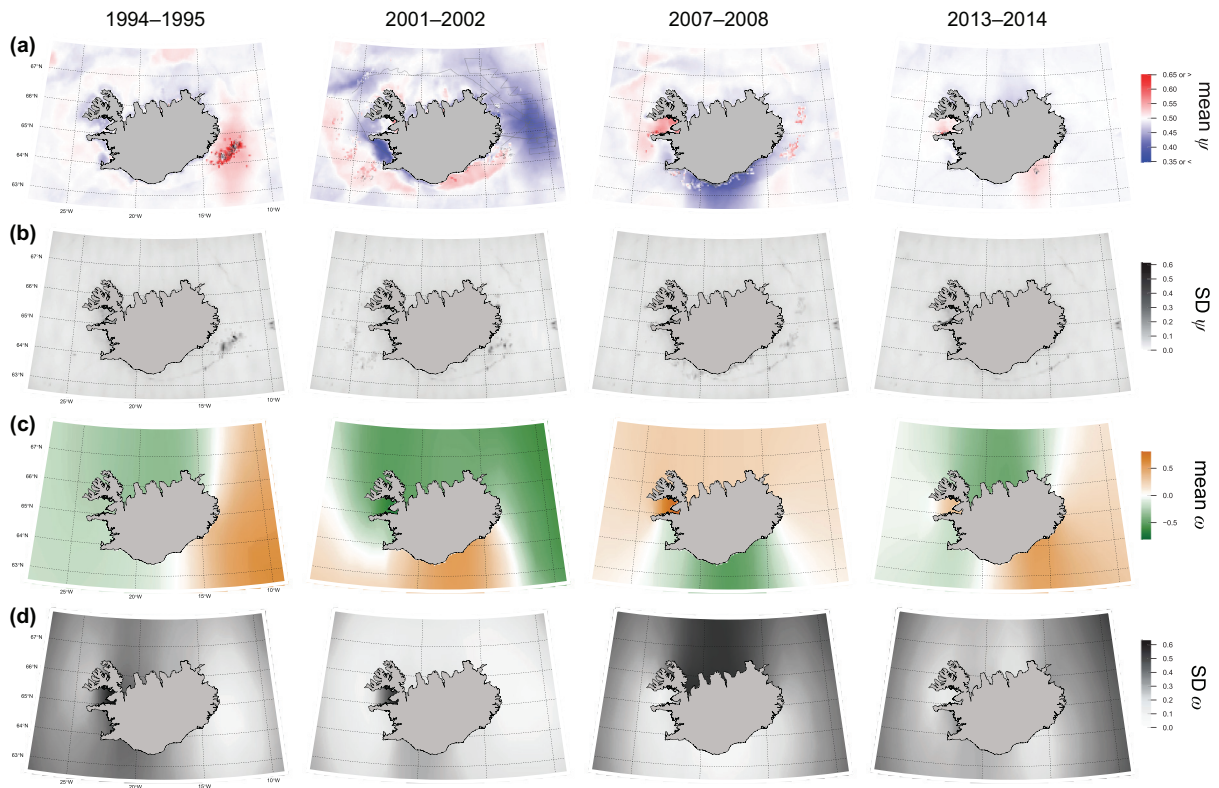 1994–1995 2001–2002 2007–2008 2013–2014
(a)
67°N
66°N
65°N
64°N
63°N
25°W 20°W 15°W 10°W
0.65 or >
0.60
0.55
0.50
0.45
0.40
0.35 or <
mean ψ
(b)
67°N
66°N
65°N
64°N
63°N
25°W 20°W 15°W 10°W
0.6
0.5
0.4
0.3
0.2
0.1
0.0
SD ψ
(c)
67°N
66°N
65°N
64°N
63°N
25°W 20°W 15°W 10°W
0.5
0.0
−0.5
mean ω
(d)
67°N
66°N
65°N
64°N
63°N
25°W 20°W 15°W 10°W
0.6
0.5
0.4
0.3
0.2
0.1
0.0
SD ω